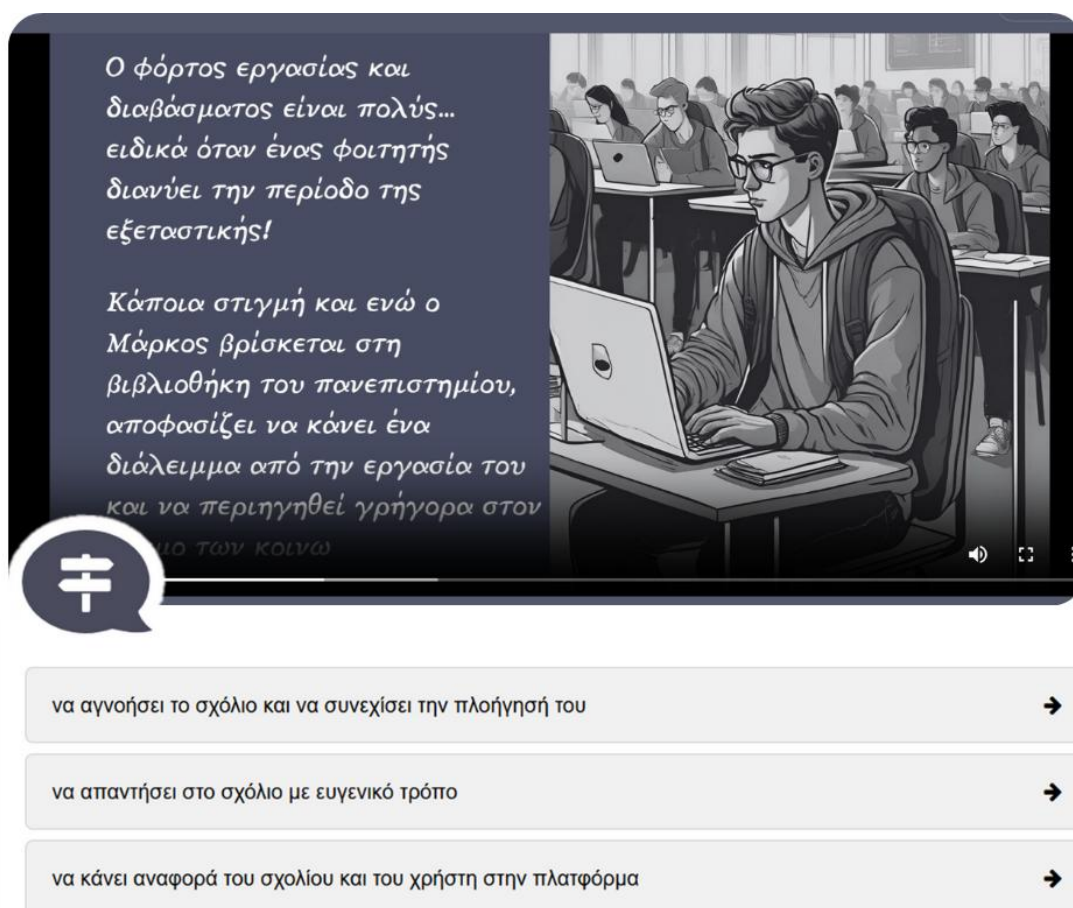 Ο φόρτος εργασίας και
διαβάσματος είναι πολύς...
ειδικά όταν ένας φοιτητής
διανύει την περίοδο της
εξεταστικής!
Κάποια στιγμή και ενώ ο
Μάρκος βρίσκεται στη
βιβλιοθήκη του πανεπιστημίου,
αποφασίζει να κάνει ένα
διάλειμμα από την εργασία του
και να περιηγηθεί γρήγορα στον
των κοινω
να αγνοήσει το σχόλιο και να συνεχίσει την πλοήγησή του
να απαντήσει στο σχόλιο με ευγενικό τρόπο
να κάνει αναφορά του σχολίου και του χρήστη στην πλατφόρμα